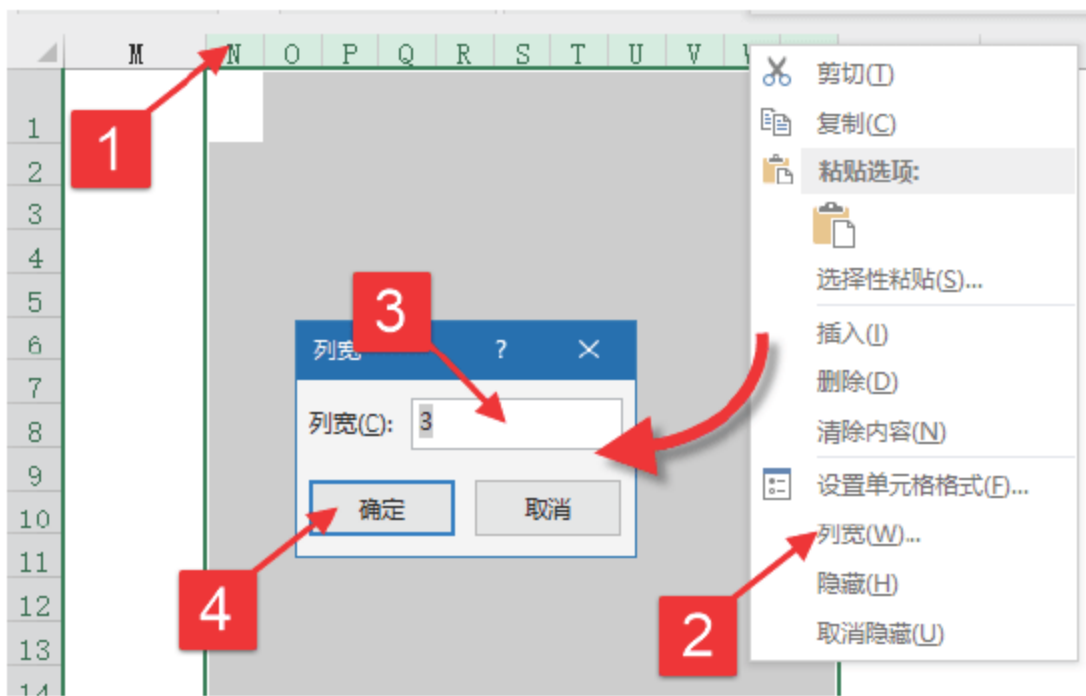 M N O P Q R S T U V
1
2
3
4
5
6
7
8
9
10
11
12
13
14
1
3
列宽 ?
列宽(C): 3
确定 取消
4
2
剪切(T)
复制(C)
粘贴选项:
选择性粘贴(S)...
插入(I)
删除(D)
清除内容(N)
设置单元格格式(F)...
列宽(W)...
隐藏(H)
取消隐藏(U)